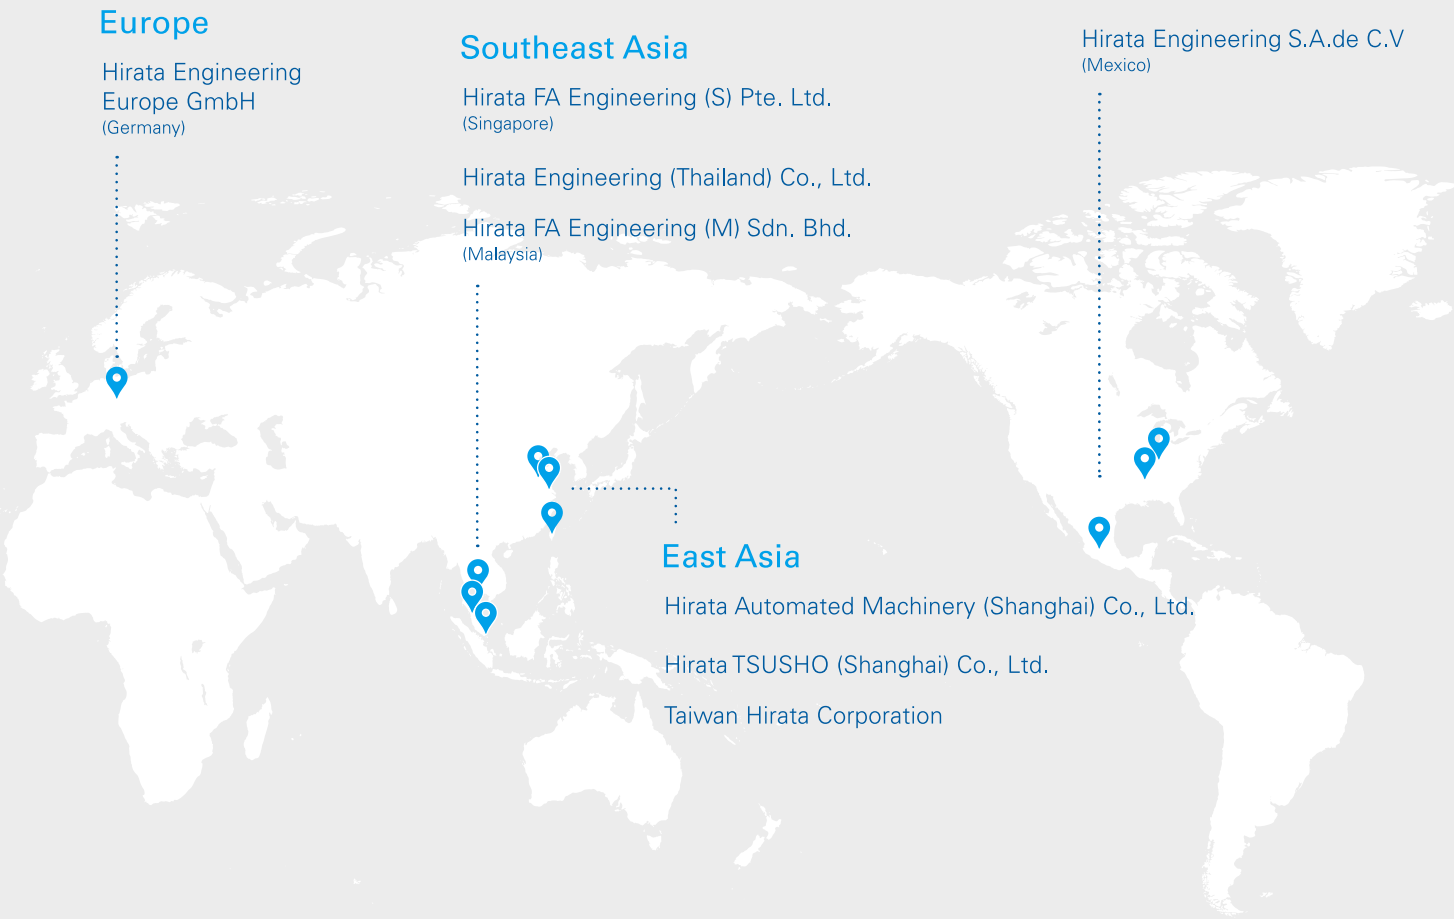 Europe
Hirata Engineering
Europe GmbH
(Germany)
Southeast Asia
Hirata FA Engineering (S) Pte. Ltd.
(Singapore)
Hirata Engineering (Thailand) Co., Ltd.
Hirata FA Engineering (M) Sdn. Bhd.
(Malaysia)
Hirata Engineering S.A.de C.V
(Mexico)
East Asia
Hirata Automated Machinery (Shanghai) Co., Ltd.
Hirata TSUSHO (Shanghai) Co., Ltd.
Taiwan Hirata Corporation